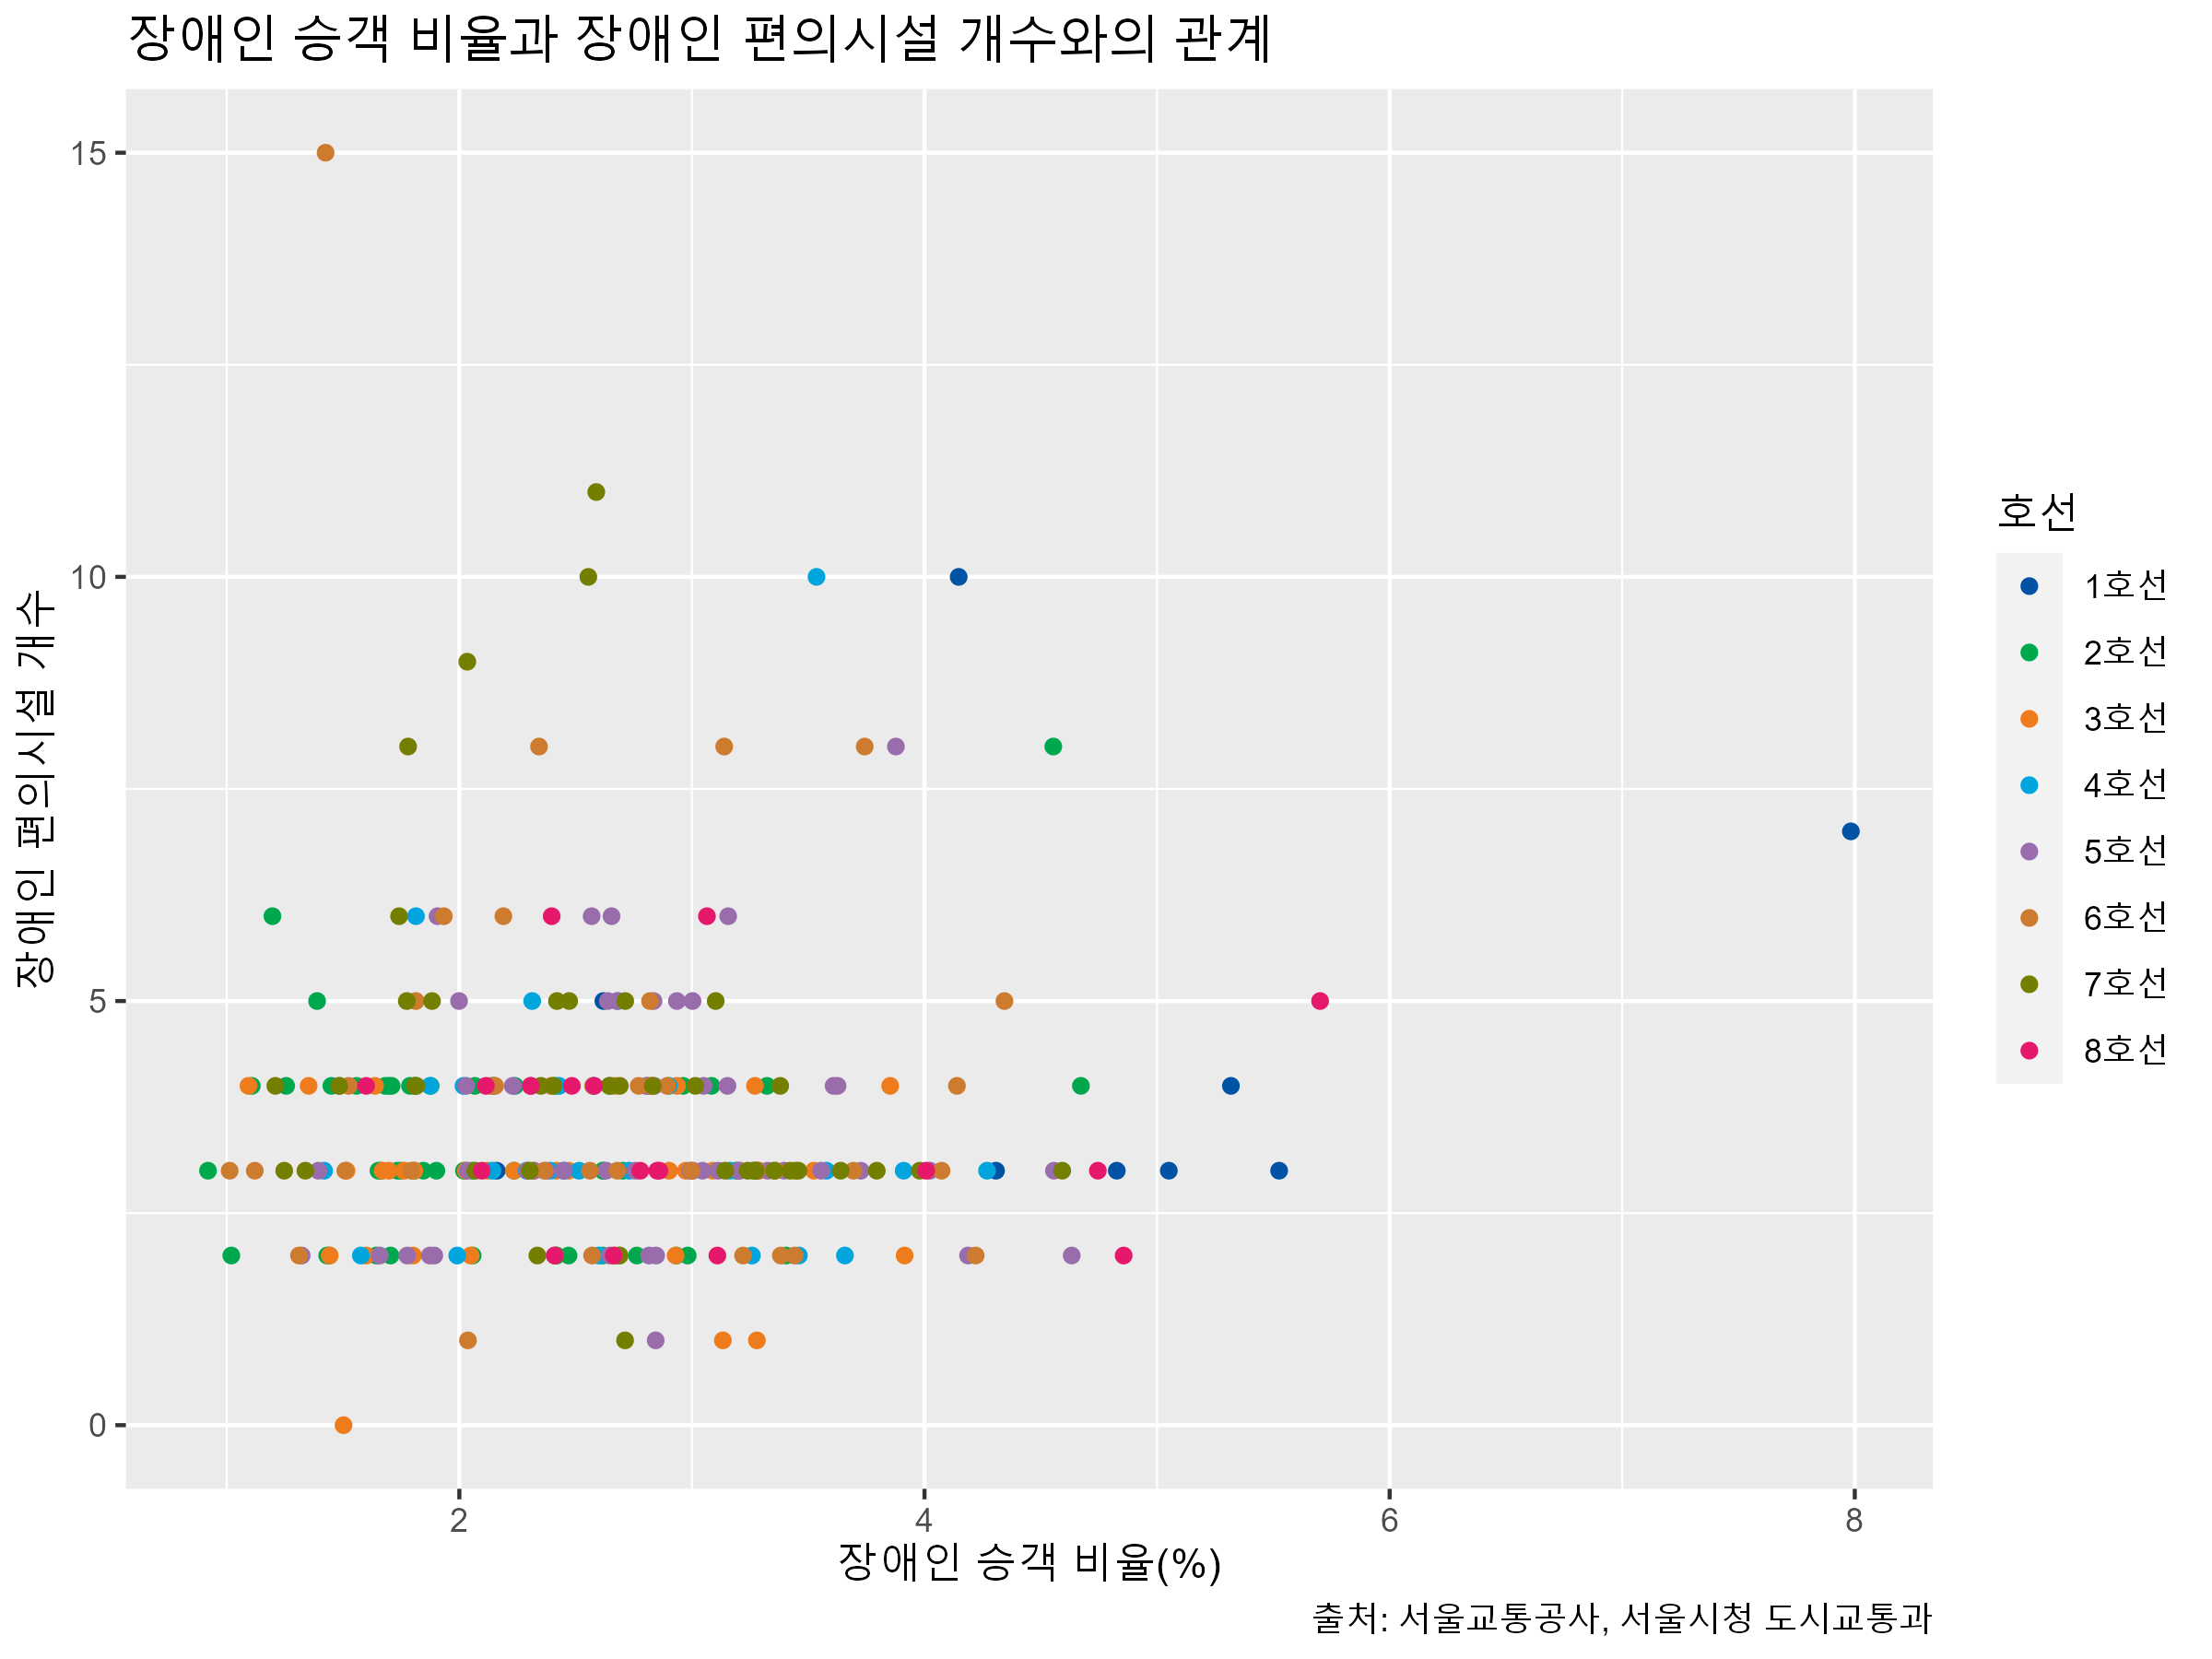 장애인 승객 비율과 장애인 편의시설 개수와의 관계
장애인 편의시설 개수
15
10
5
0
2
4
6
8
장애인 승객 비율(%)
호선
1호선
2호선
3호선
4호선
5호선
6호선
7호선
8호선
출처: 서울교통공사, 서울시청 도시교통과